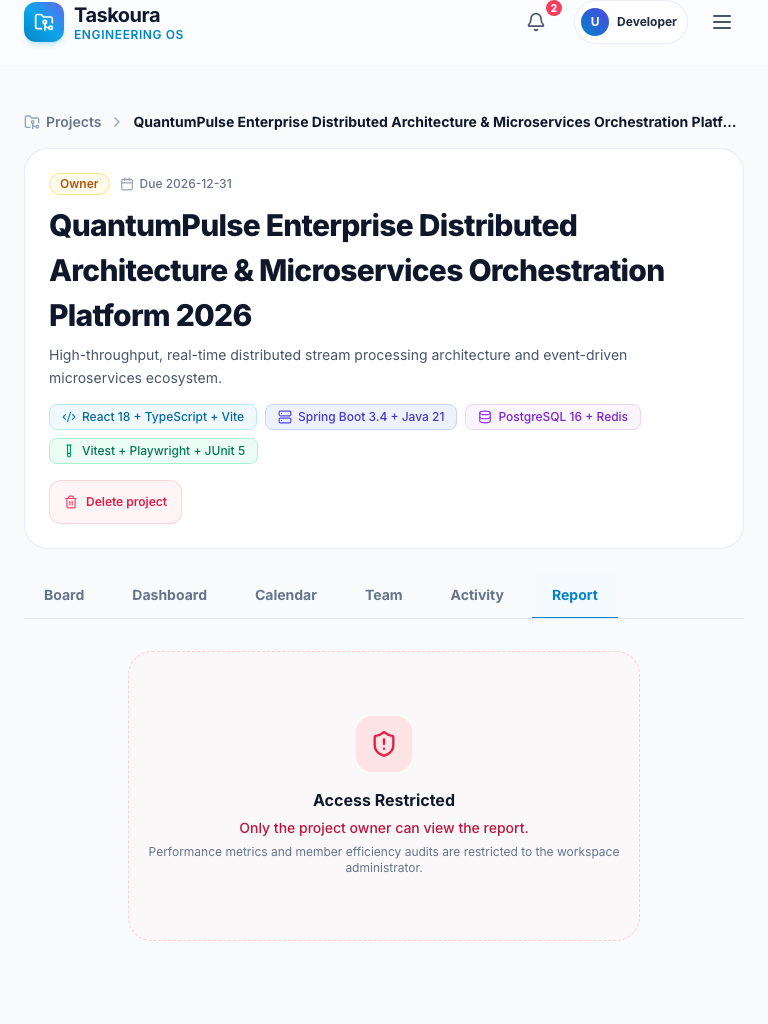 Taskoura
ENGINEERING OS
2
U
Developer
Projects
QuantumPulse Enterprise Distributed Architecture & Microservices Orchestration Platf...
Owner
Due 2026-12-31
QuantumPulse Enterprise Distributed
Architecture & Microservices Orchestration
Platform 2026
High-throughput, real-time distributed stream processing architecture and event-driven
microservices ecosystem.
React 18 + TypeScript + Vite
Spring Boot 3.4 + Java 21
PostgreSQL 16 + Redis
Vitest + Playwright + JUnit 5
Delete project
Board
Dashboard
Calendar
Team
Activity
Report
Access Restricted
Only the project owner can view the report.
Performance metrics and member efficiency audits are restricted to the workspace
administrator.